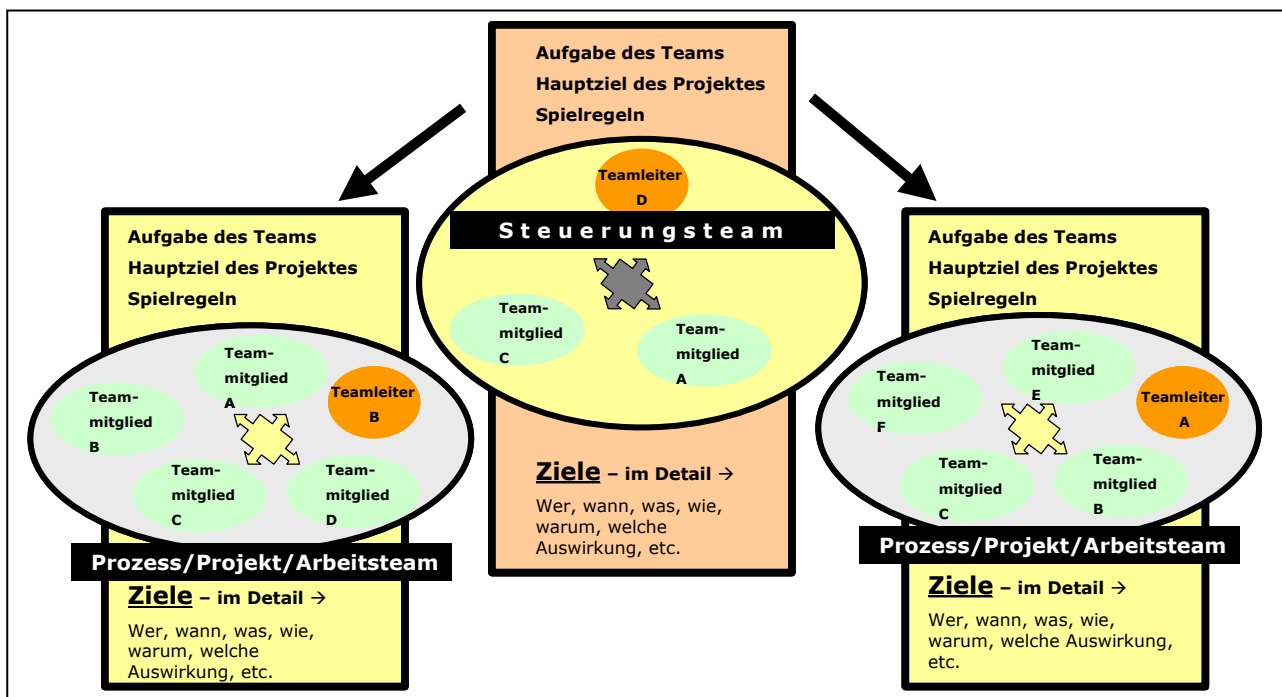 Aufgabe des Teams
Hauptziel des Projektes
Spielregeln
Teamleiter
D
Steuerungsteam
Team-
mitglied
C
Team-
mitglied
A
Ziele – im Detail →
Wer, wann, was, wie,
warum, welche
Auswirkung, etc.
Aufgabe des Teams
Hauptziel des Projektes
Spielregeln
Team-
mitglied
A
Teamleiter
B
Team-
mitglied
B
Team-
mitglied
C
Team-
mitglied
D
Prozess/Projekt/Arbeitsteam
Ziele – im Detail →
Wer, wann, was, wie,
warum, welche
Auswirkung, etc.
Aufgabe des Teams
Hauptziel des Projektes
Spielregeln
Team-
mitglied
E
Team-
mitglied
F
Teamleiter
A
Team-
mitglied
C
Team-
mitglied
B
Prozess/Projekt/Arbeitsteam
Ziele – im Detail →
Wer, wann, was, wie,
warum, welche Auswirkung,
etc.